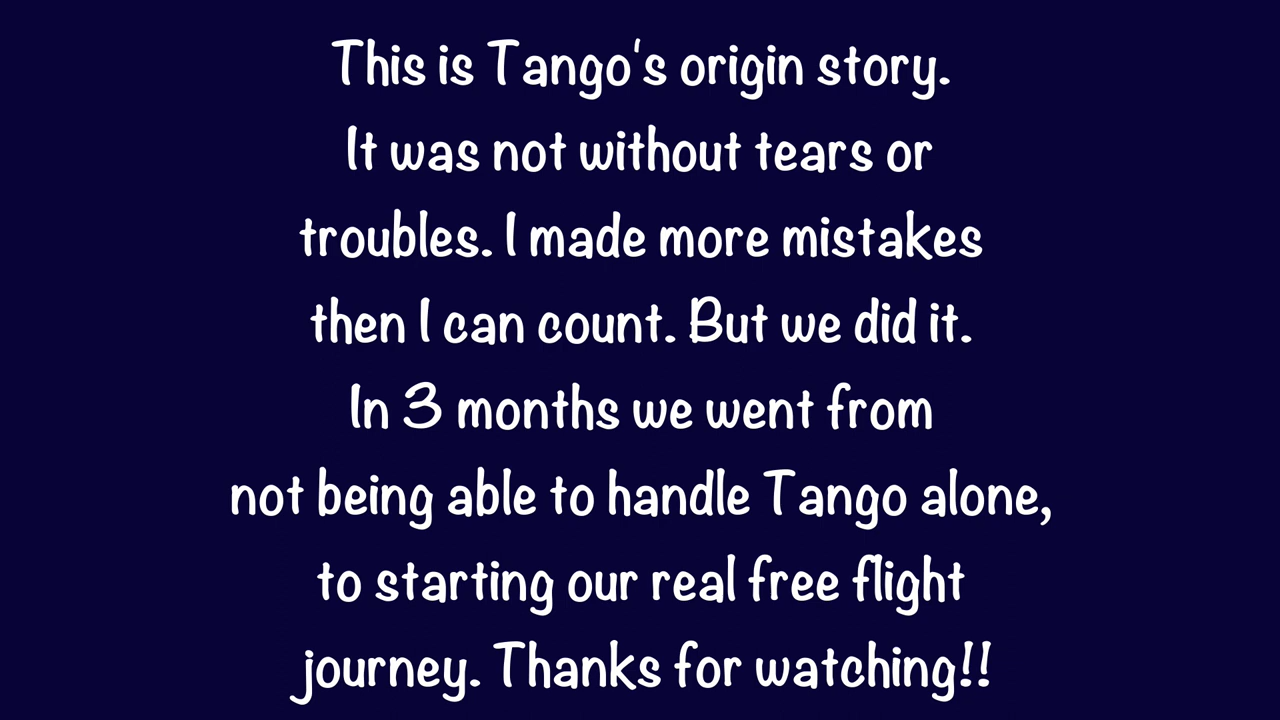 This is Tango's origin story.
It was not without tears or
troubles. I made more mistakes
then I can count. But we did it.
In 3 months we went from
not being able to handle Tango alone,
to starting our real free flight
journey. Thanks for watching!!